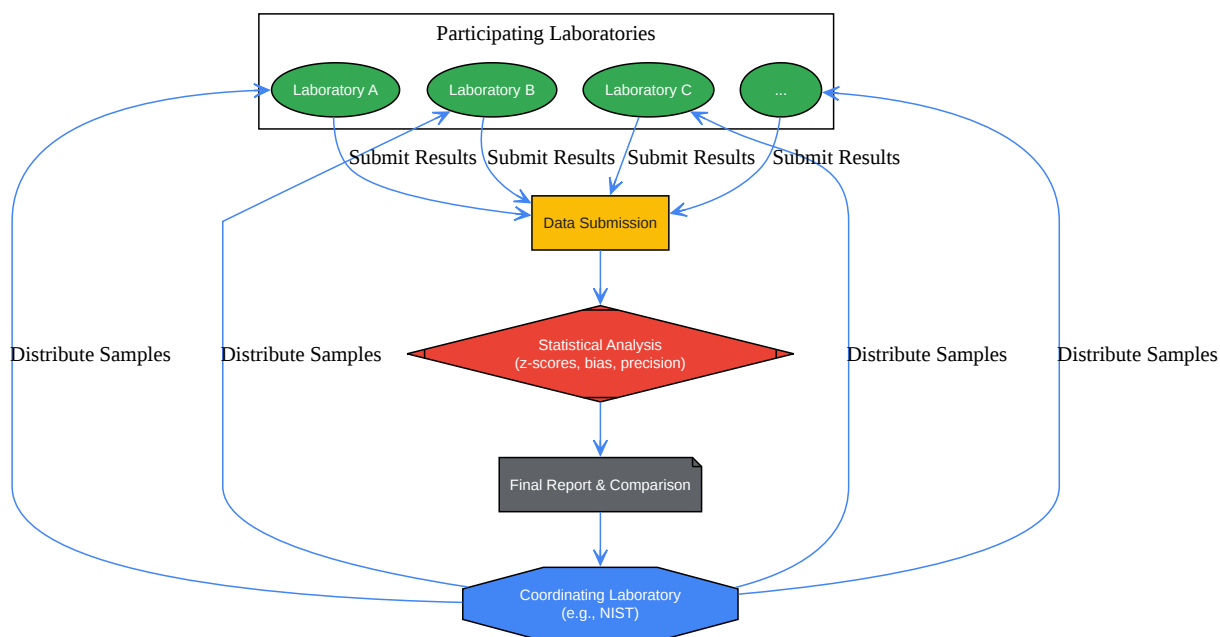 Participating Laboratories
Laboratory A
Laboratory B
Laboratory C
...
Submit Results
Submit Results
Submit Results
Submit Results
Data Submission
Statistical Analysis
(z-scores, bias, precision)
Distribute Samples
Distribute Samples
Distribute Samples
Distribute Samples
Final Report & Comparison
Coordinating Laboratory
(e.g., NIST)